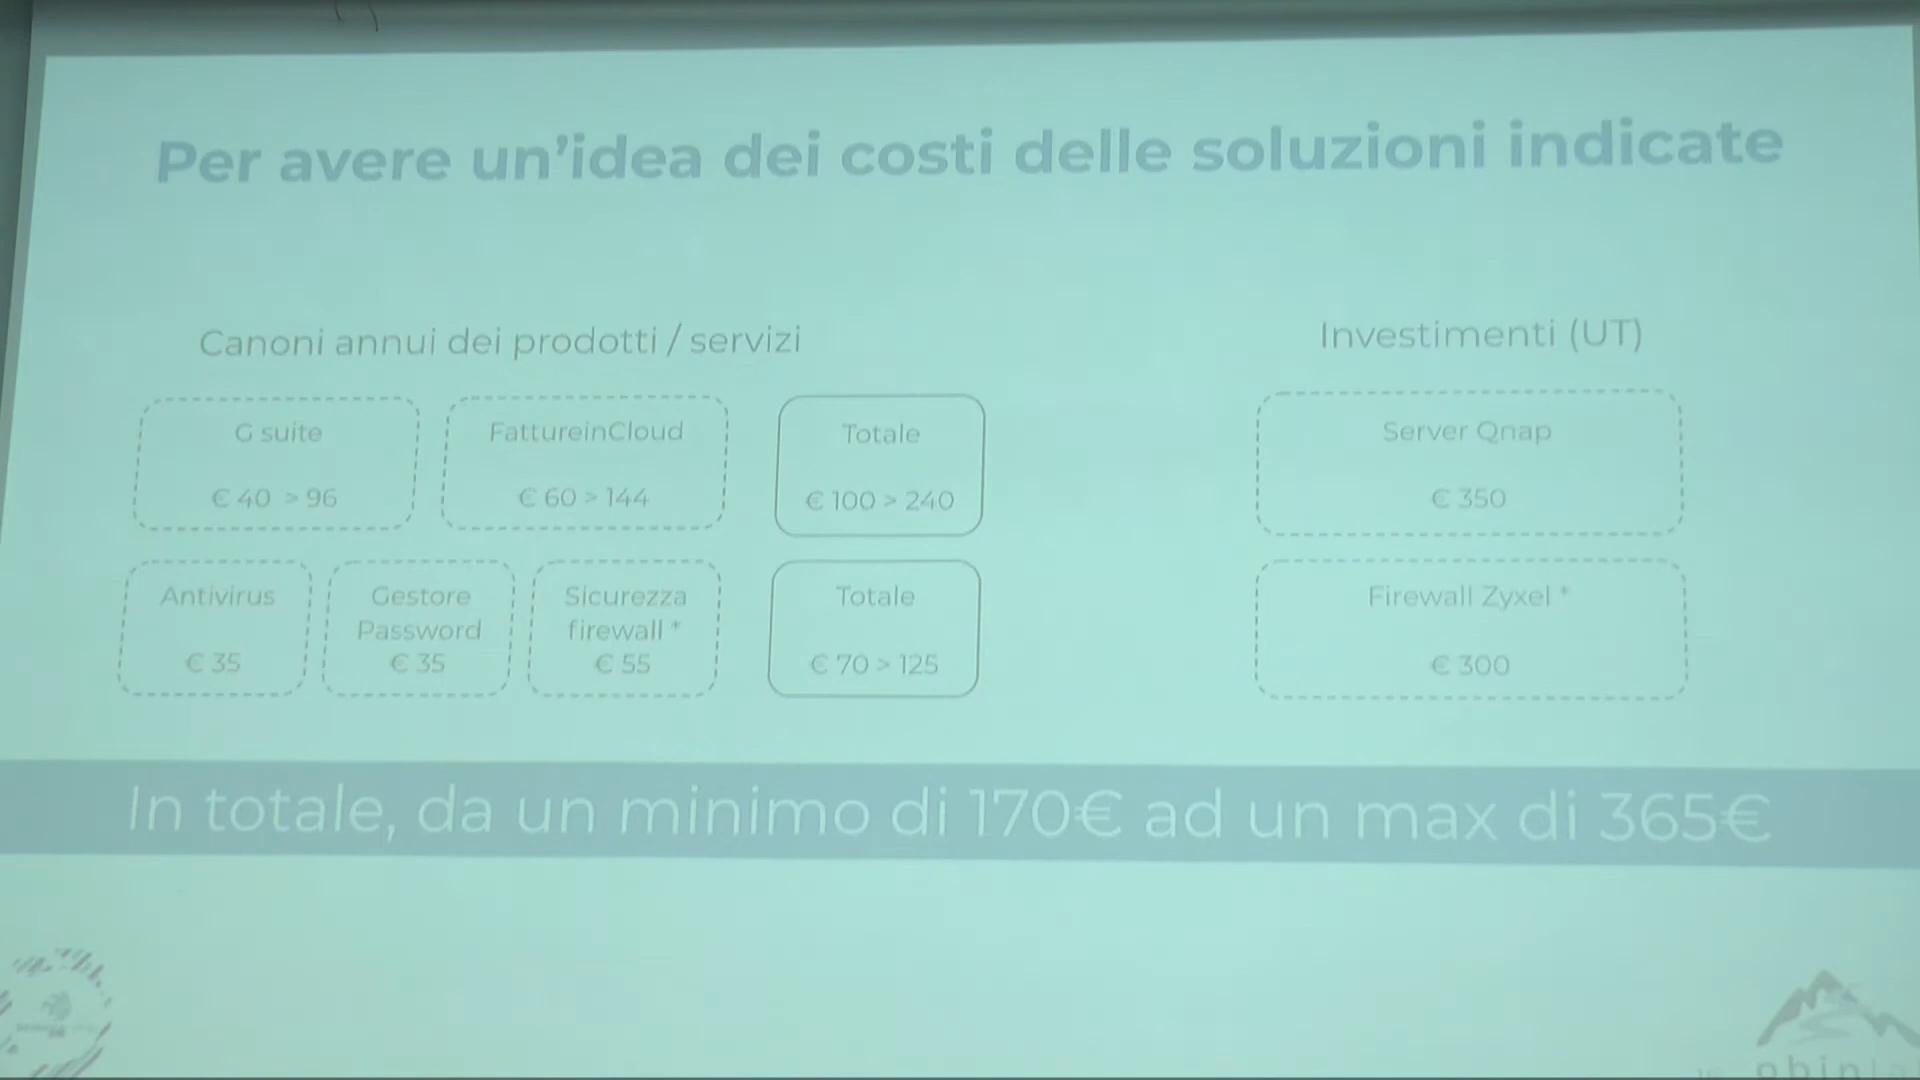 Per avere un'idea dei costi delle soluzioni indicate
Canoni annui dei prodotti / servizi
Investimenti (UT)
G suite
€ 40 > 96
FattureinCloud
€ 60 > 144
Totale
€ 100 > 240
Server Qnap
€ 350
Antivirus
€ 35
Gestore
Password
€ 35
Sicurezza
firewall *
€ 55
Totale
€ 70 > 125
Firewall Zyxel *
€ 300
In totale, da un minimo di 170€ ad un max di 365€